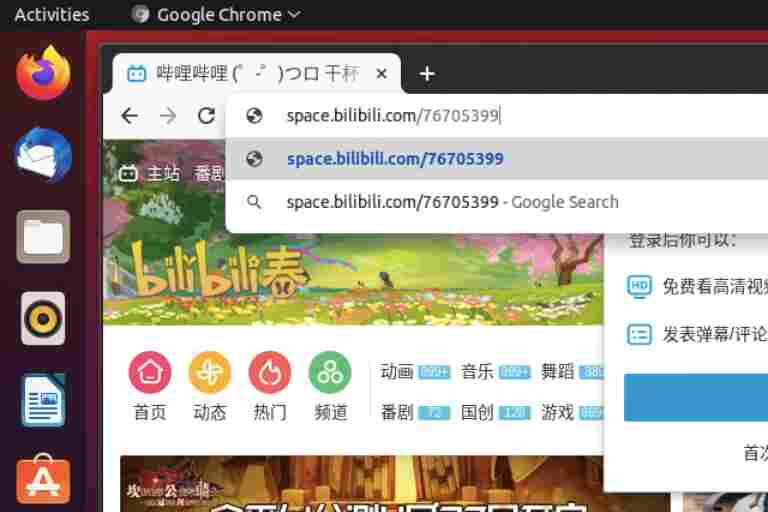 Activities
Google Chrome
哔哩哔哩 (゜-゜)つロ 干杯
space.bilibili.com/76705399
space.bilibili.com/76705399
space.bilibili.com/76705399 - Google Search
主站 番剧
登录后你可以：
bilibili春
HD 免费看高清视频
发表弹幕/评论
动画 999+ 音乐 999+ 舞蹈
首页 动态 热门 频道
番剧 72 国创 120 游戏
首次